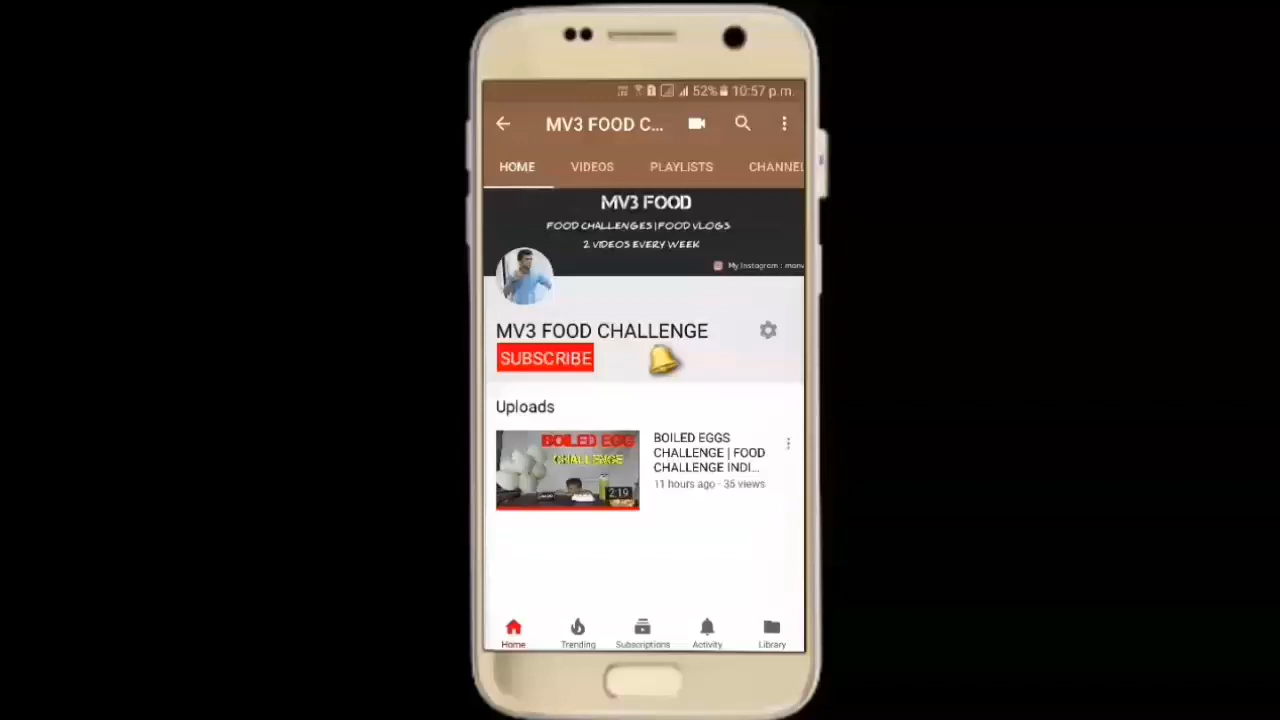 52% 10:57 p.m.
MV3 FOOD C...
HOME VIDEOS PLAYLISTS CHANNEL
MV3 FOOD
FOOD CHALLENGES | FOOD VLOGS
2 VIDEOS EVERY WEEK
My Instagram : manv
MV3 FOOD CHALLENGE
SUBSCRIBE
Uploads
BOILED EGG
CHALLENGE
2:19
BOILED EGGS
CHALLENGE | FOOD
CHALLENGE INDI...
11 hours ago · 35 views
Home Trending Subscriptions Activity Library